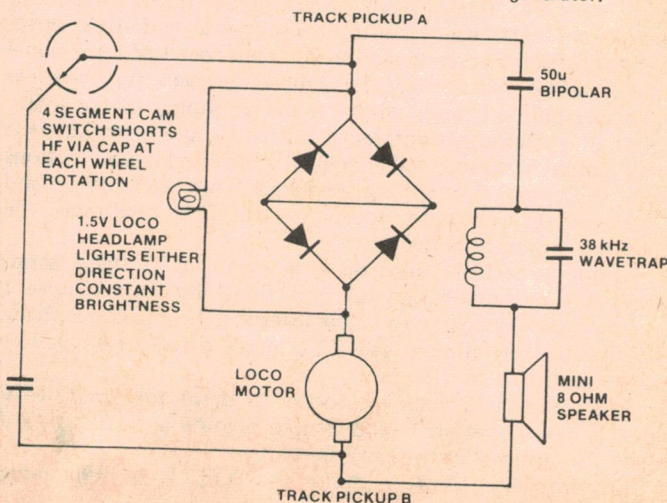 TRACK PICKUP A
50u
BIPOLAR
4 SEGMENT CAM
SWITCH SHORTS
HF VIA CAP AT
EACH WHEEL
ROTATION
1.5V LOCO
HEADLAMP
LIGHTS EITHER
DIRECTION
CONSTANT
BRIGHTNESS
38 kHz
WAVETRAP
LOCO
MOTOR
MINI
8 OHM
SPEAKER
TRACK PICKUP B